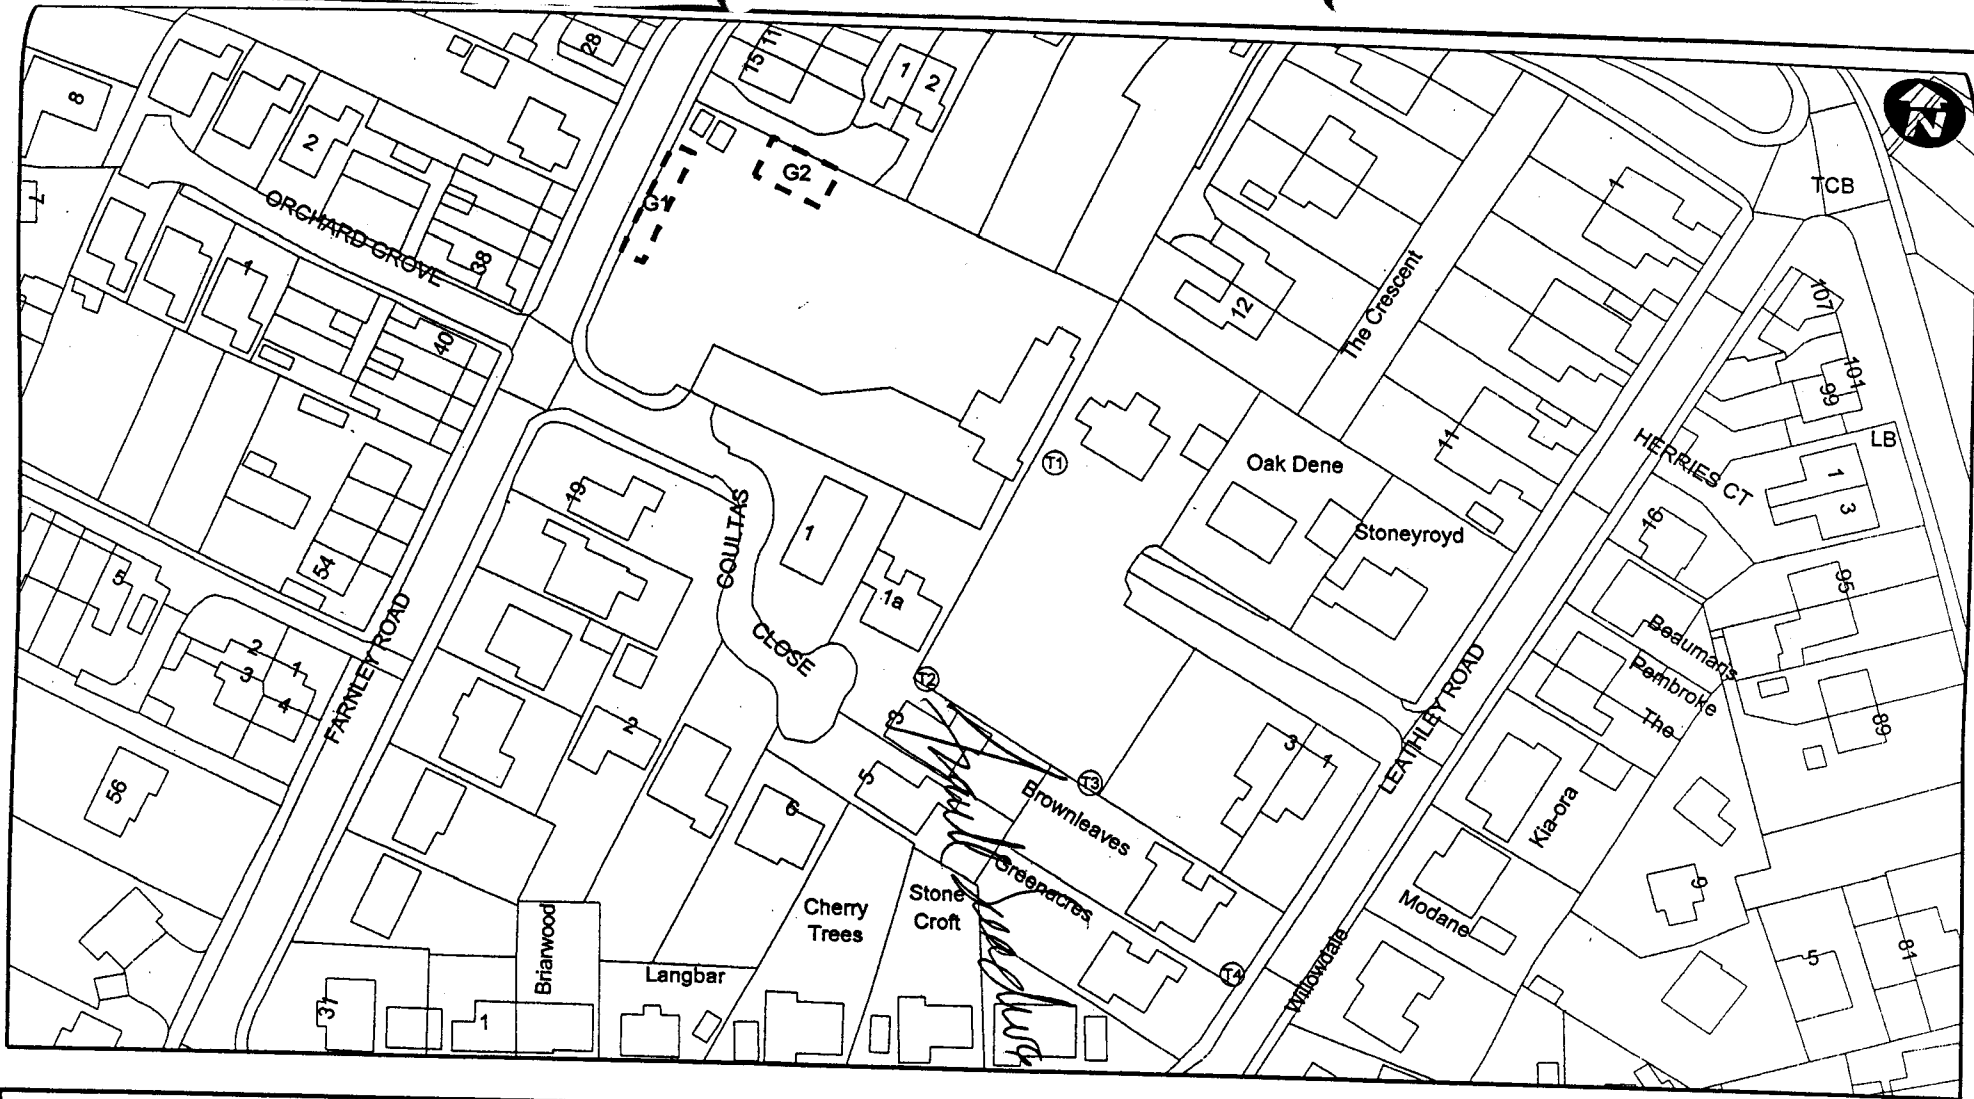 28
15 11
1
2
8
N
G2
TCB
2
1
G1
7
ORCHARD GROVE
38
1
107
12
The Crescent
40
101
99
11
LB
T1
Oak Dene
HERRIES CT
1
3
19
COULTAS
1
Stoneyroyd
16
54
5
95
1a
FARNLEY ROAD
Beaumaris
2
1
CLOSE
Pembroke
3
T2
4
The
2
3
LEATHLEY ROAD
89
3
1
56
5
T3
6
Brownleaves
Kia-ora
Greenacres
9
Cherry
Trees
Stone
Croft
Modane
Briarwood
Langbar
T4
Willowdale
5
81
31
1